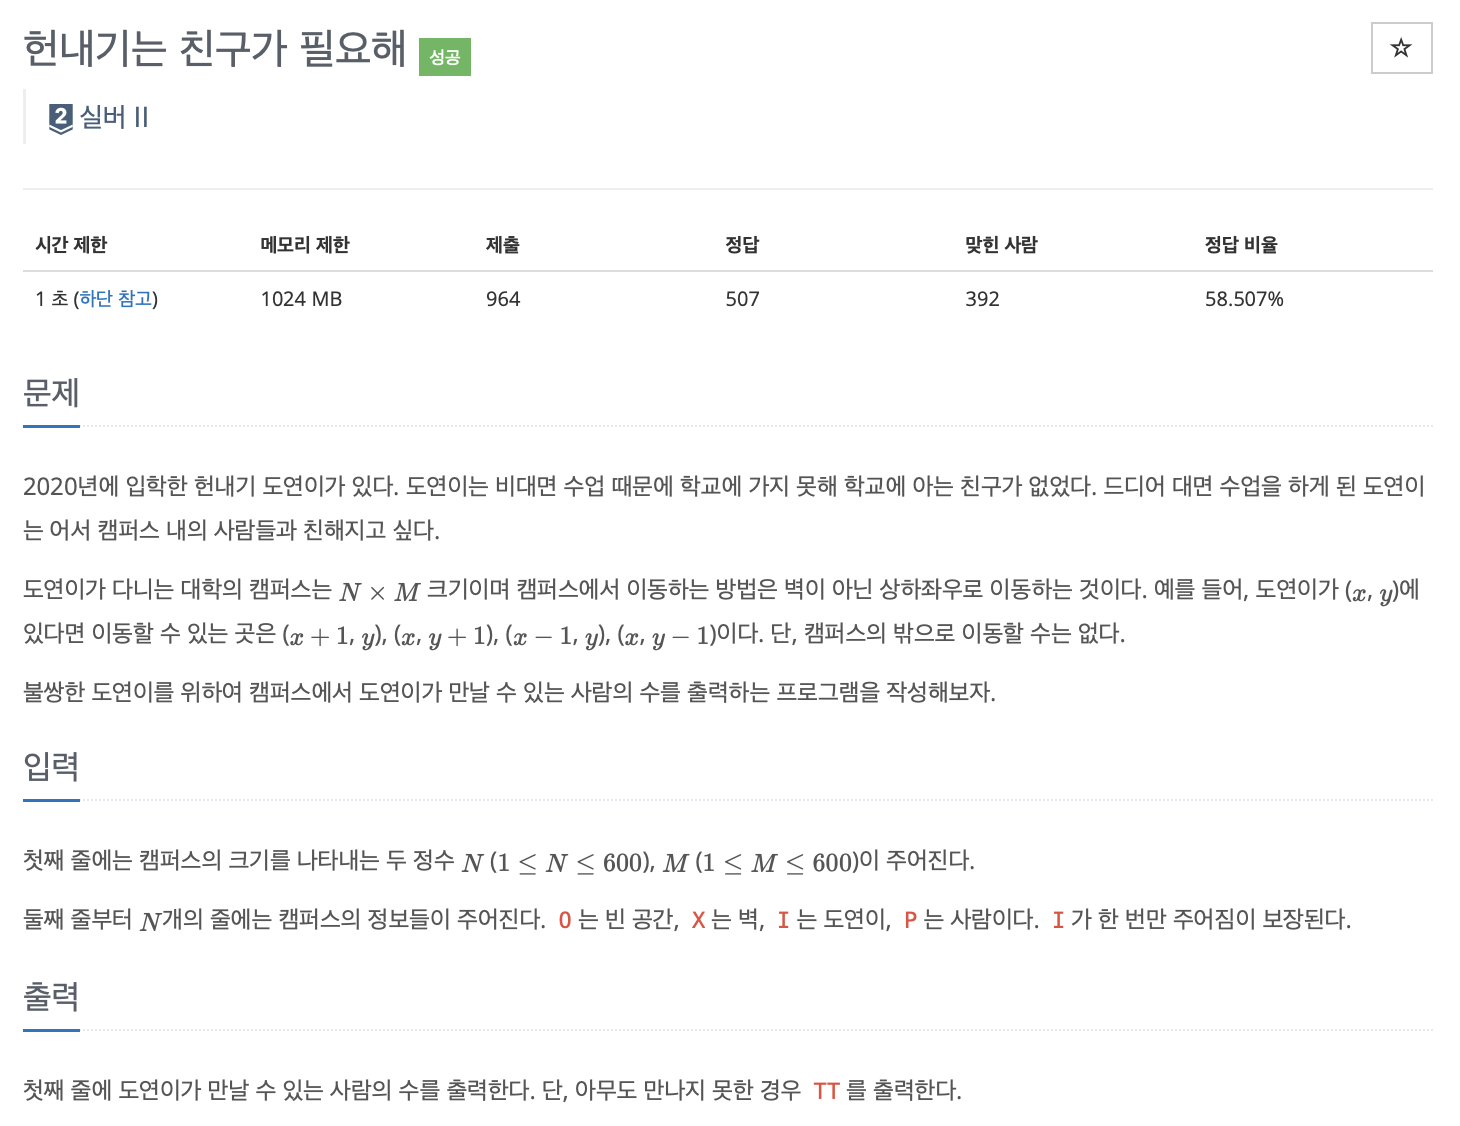 헌내기는 친구가 필요해 성공
2 실버 II
시간 제한 메모리 제한 제출 정답 맞힌 사람 정답 비율
1 초 (하단 참고) 1024 MB 964 507 392 58.507%
문제
2020년에 입학한 헌내기 도연이가 있다. 도연이는 비대면 수업 때문에 학교에 가지 못해 학교에 아는 친구가 없었다. 드디어 대면 수업을 하게 된 도연이
는 어서 캠퍼스 내의 사람들과 친해지고 싶다.
도연이가 다니는 대학의 캠퍼스는 N × M 크기이며 캠퍼스에서 이동하는 방법은 벽이 아닌 상하좌우로 이동하는 것이다. 예를 들어, 도연이가 (x, y)에
있다면 이동할 수 있는 곳은 (x + 1, y), (x, y + 1), (x − 1, y), (x, y − 1)이다. 단, 캠퍼스의 밖으로 이동할 수는 없다.
불쌍한 도연이를 위하여 캠퍼스에서 도연이가 만날 수 있는 사람의 수를 출력하는 프로그램을 작성해보자.
입력
첫째 줄에는 캠퍼스의 크기를 나타내는 두 정수 N (1 ≤ N ≤ 600), M (1 ≤ M ≤ 600)이 주어진다.
둘째 줄부터 N개의 줄에는 캠퍼스의 정보들이 주어진다. O 는 빈 공간, X 는 벽, I 는 도연이, P 는 사람이다. I 가 한 번만 주어짐이 보장된다.
출력
첫째 줄에 도연이가 만날 수 있는 사람의 수를 출력한다. 단, 아무도 만나지 못한 경우 TT 를 출력한다.